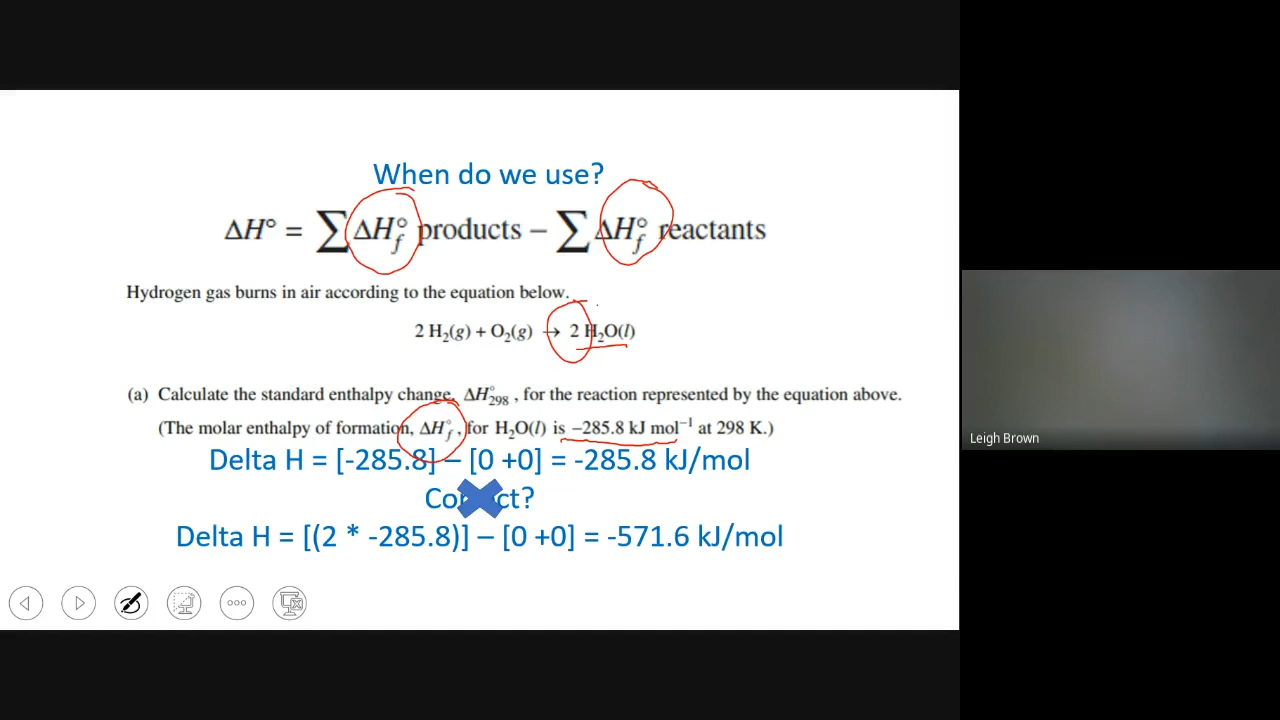 When do we use?
ΔH° = ∑ ΔH°f products – ∑ ΔH°f reactants
Hydrogen gas burns in air according to the equation below.
2 H₂(g) + O₂(g) → 2 H₂O(l)
(a) Calculate the standard enthalpy change, ΔH°298 , for the reaction represented by the equation above.
(The molar enthalpy of formation, ΔH°f , for H₂O(l) is −285.8 kJ mol⁻¹ at 298 K.)
Delta H = [-285.8] – [0 +0] = -285.8 kJ/mol
Correct?
Delta H = [(2 * -285.8)] – [0 +0] = -571.6 kJ/mol
Leigh Brown